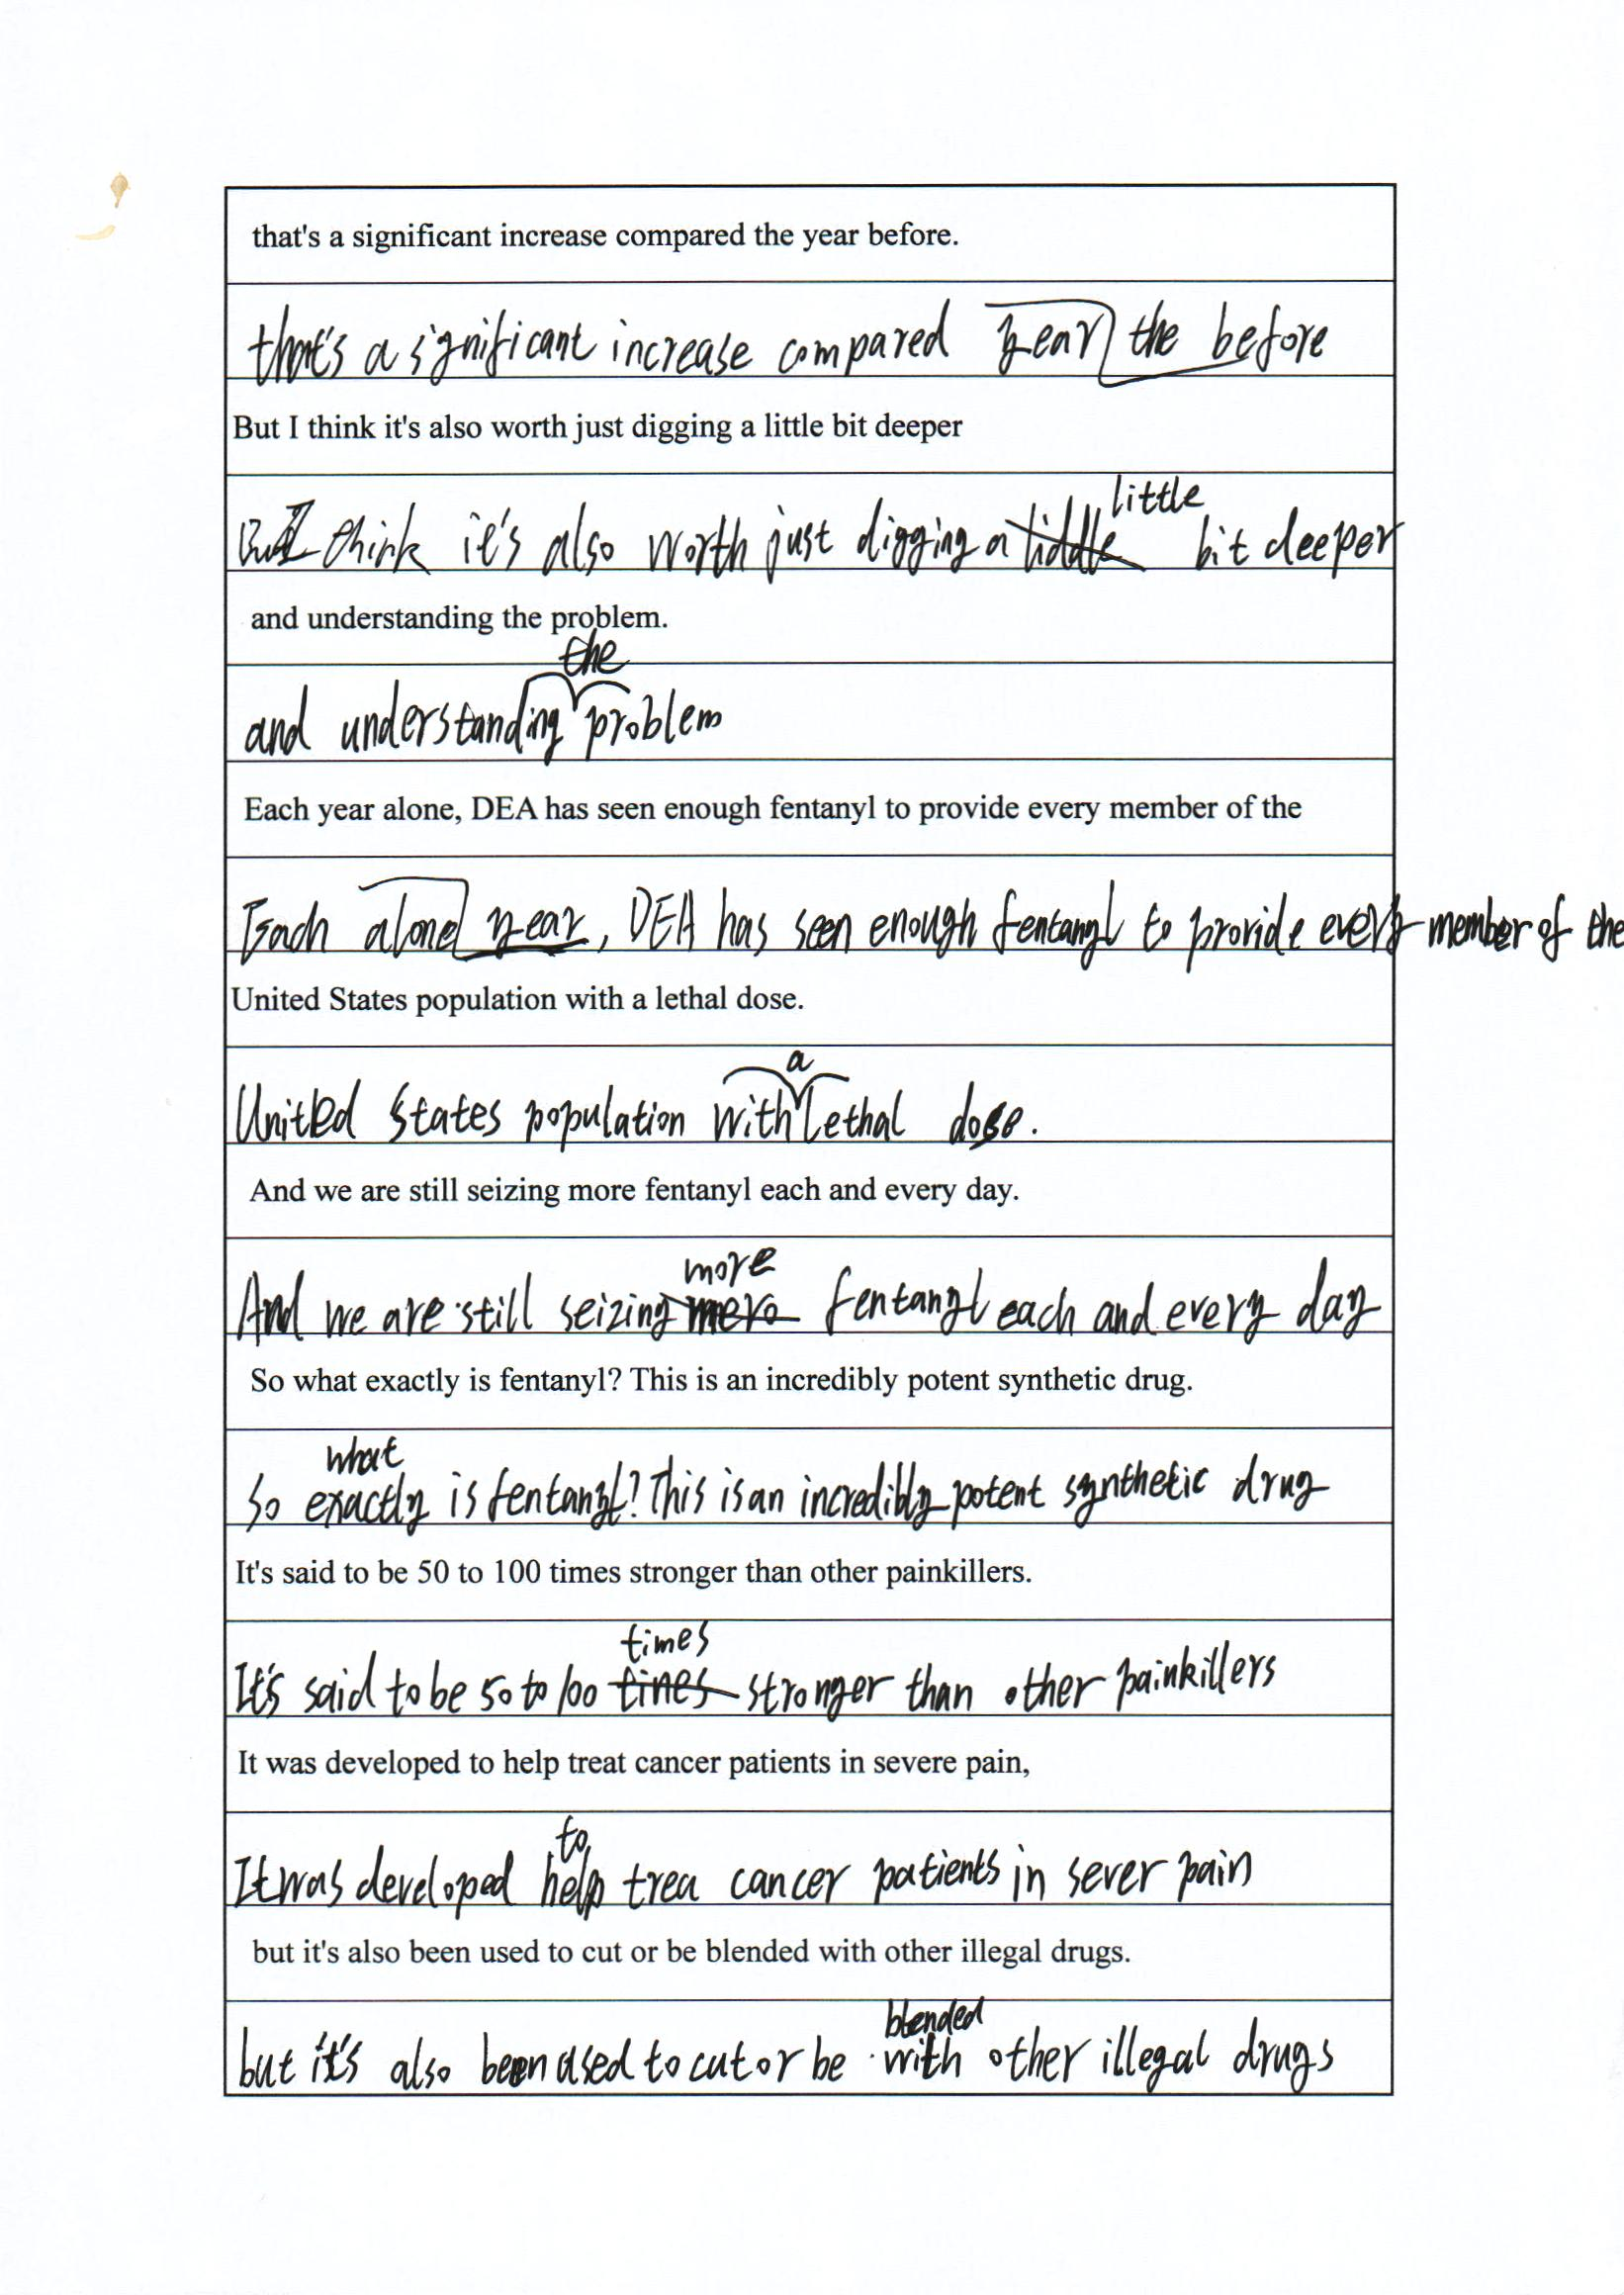 that's a significant increase compared the year before.
that's a significant increase compared the year before
But I think it's also worth just digging a little bit deeper
But I think it's also worth just digging a little bit deeper
and understanding the problem.
and understanding the problem
Each year alone, DEA has seen enough fentanyl to provide every member of the
Each year alone, DEA has seen enough fentanyl to provide every member of the
United States population with a lethal dose.
United States population with a lethal dose.
And we are still seizing more fentanyl each and every day.
And we are still seizing more fentanyl each and every day
So what exactly is fentanyl? This is an incredibly potent synthetic drug.
So what exactly is fentanyl? This is an incredibly potent synthetic drug
It's said to be 50 to 100 times stronger than other painkillers.
It's said to be 50 to 100 times stronger than other painkillers
It was developed to help treat cancer patients in severe pain,
It was developed to help trea cancer patients in sever pain
but it's also been used to cut or be blended with other illegal drugs.
but it's also been used to cut or be blended with other illegal drugs